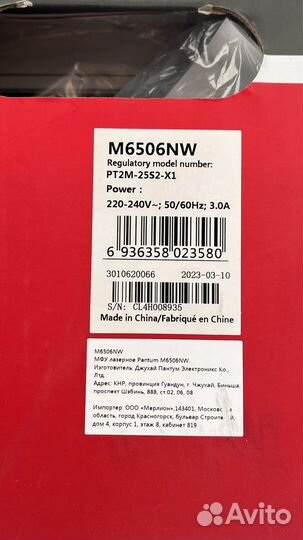 M6506NW
Regulatory model number:
PT2M-25S2-X1
Power :
220-240V~; 50/60Hz; 3.0A
6 936358 023580
3010620066 2023-03-10
S/N: CL4H008935
Made in China/Fabriqué en Chine
M6506NW
МФУ лазерное Pantum M6506NW.
Изготовитель: Джухай Пантум Электроникс Ко.,
Лтд.
Адрес: КНР, провинция Гуандун, г. Чжухай, Биньша,
проспект Шэбинь, 888, ст.02, 06, 08
Импортер: ООО «Мерлион»,143401, Московская
область, город Красногорск, бульвар Строителей,
дом 4, корпус 1, этаж 8, кабинет 819
Avito